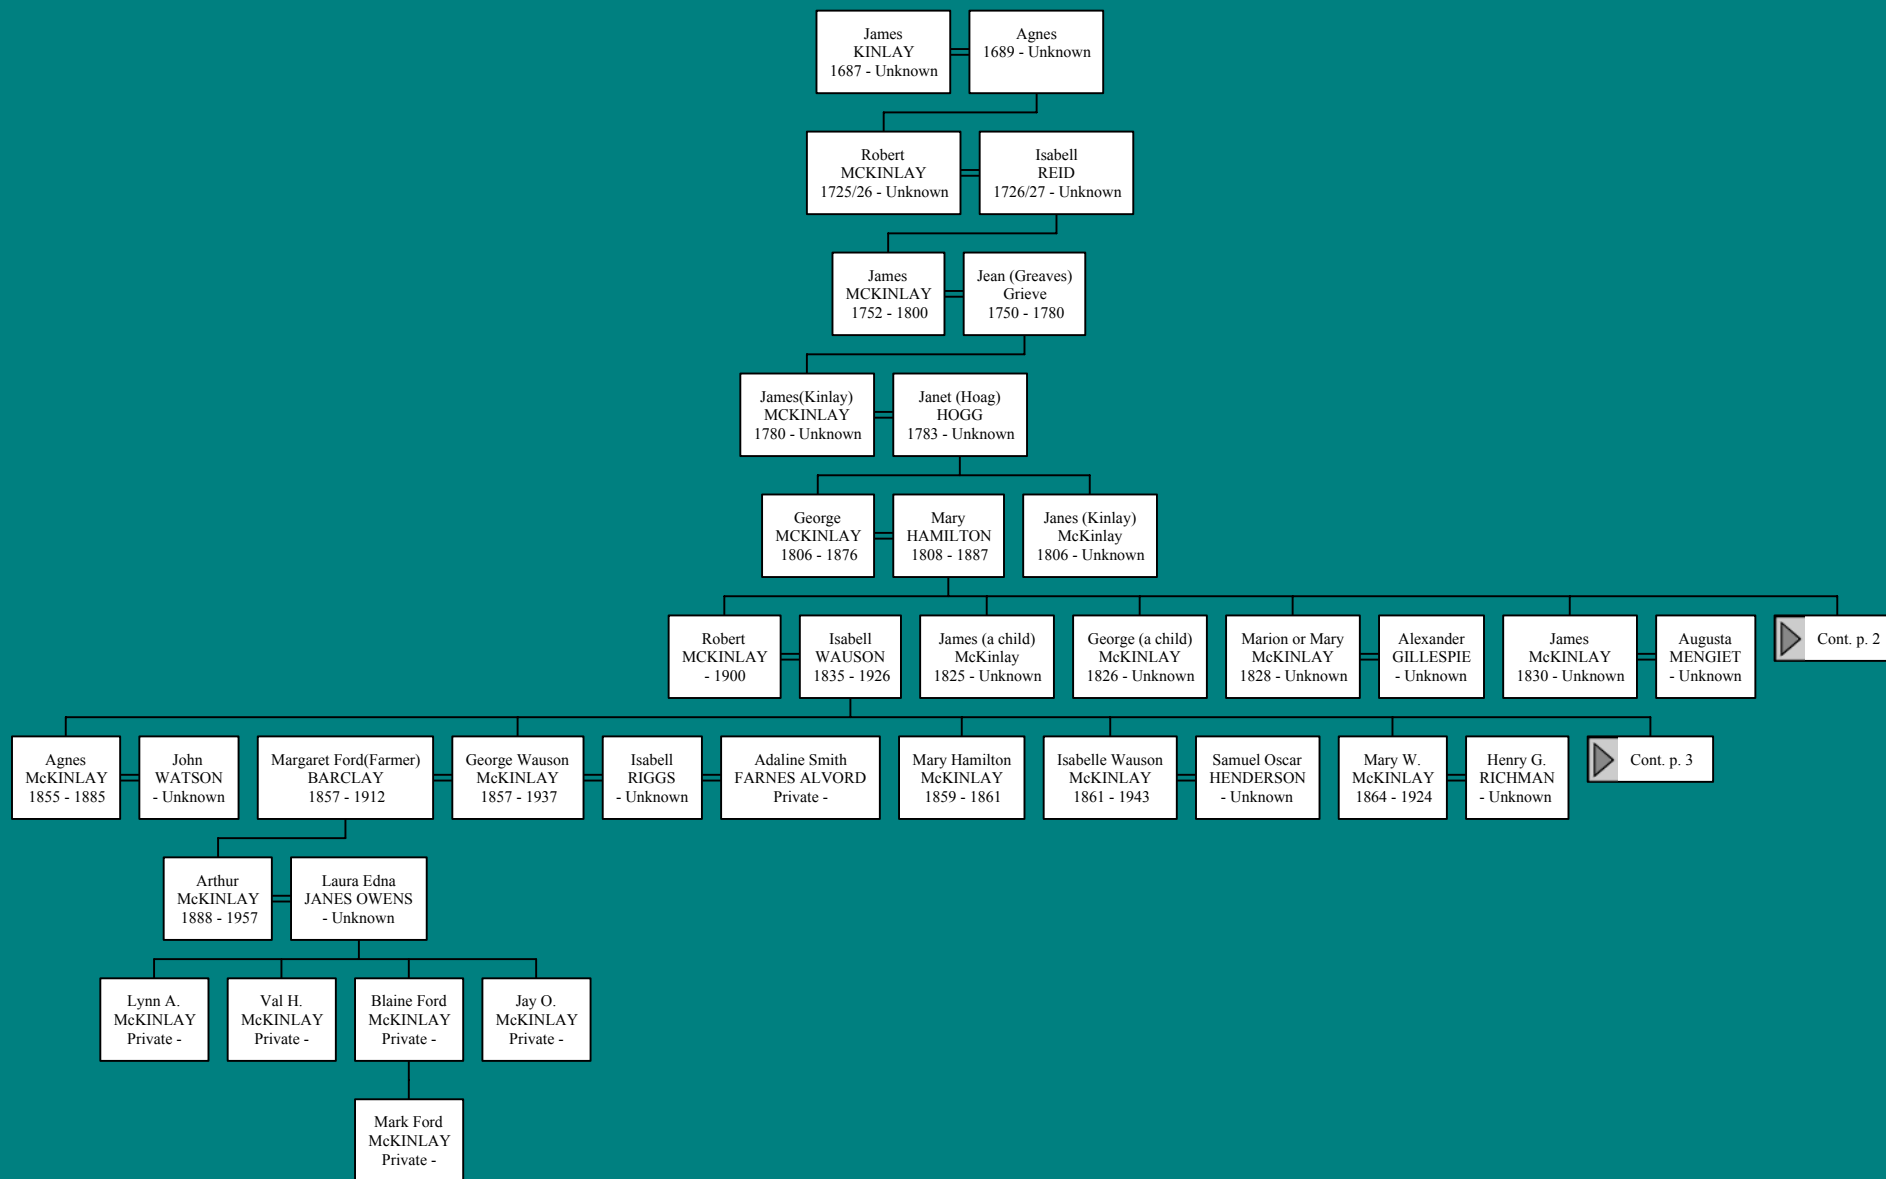 James
KINLAY
1687 - Unknown
Agnes
1689 - Unknown
Robert
MCKINLAY
1725/26 - Unknown
Isabell
REID
1726/27 - Unknown
James
MCKINLAY
1752 - 1800
Jean (Greaves)
Grieve
1750 - 1780
James(Kinlay)
MCKINLAY
1780 - Unknown
Janet (Hoag)
HOGG
1783 - Unknown
George
MCKINLAY
1806 - 1876
Mary
HAMILTON
1808 - 1887
Janes (Kinlay)
McKinlay
1806 - Unknown
Robert
MCKINLAY
- 1900
Isabell
WAUSON
1835 - 1926
James (a child)
McKinlay
1825 - Unknown
George (a child)
MCKINLAY
1826 - Unknown
Marion or Mary
McKINLAY
1828 - Unknown
Alexander
GILLESPIE
- Unknown
James
McKINLAY
1830 - Unknown
Augusta
MENGIET
- Unknown
Cont. p. 2
Agnes
McKINLAY
1855 - 1885
John
WATSON
- Unknown
Margaret Ford(Farmer)
BARCLAY
1857 - 1912
George Wauson
McKINLAY
1857 - 1937
Isabell
RIGGS
- Unknown
Adaline Smith
FARNES ALVORD
Private -
Mary Hamilton
McKINLAY
1859 - 1861
Isabelle Wauson
McKINLAY
1861 - 1943
Samuel Oscar
HENDERSON
- Unknown
Mary W.
McKINLAY
1864 - 1924
Henry G.
RICHMAN
- Unknown
Cont. p. 3
Arthur
McKINLAY
1888 - 1957
Laura Edna
JANES OWENS
- Unknown
Lynn A.
McKINLAY
Private -
Val H.
McKINLAY
Private -
Blaine Ford
McKINLAY
Private -
Jay O.
McKINLAY
Private -
Mark Ford
McKINLAY
Private -